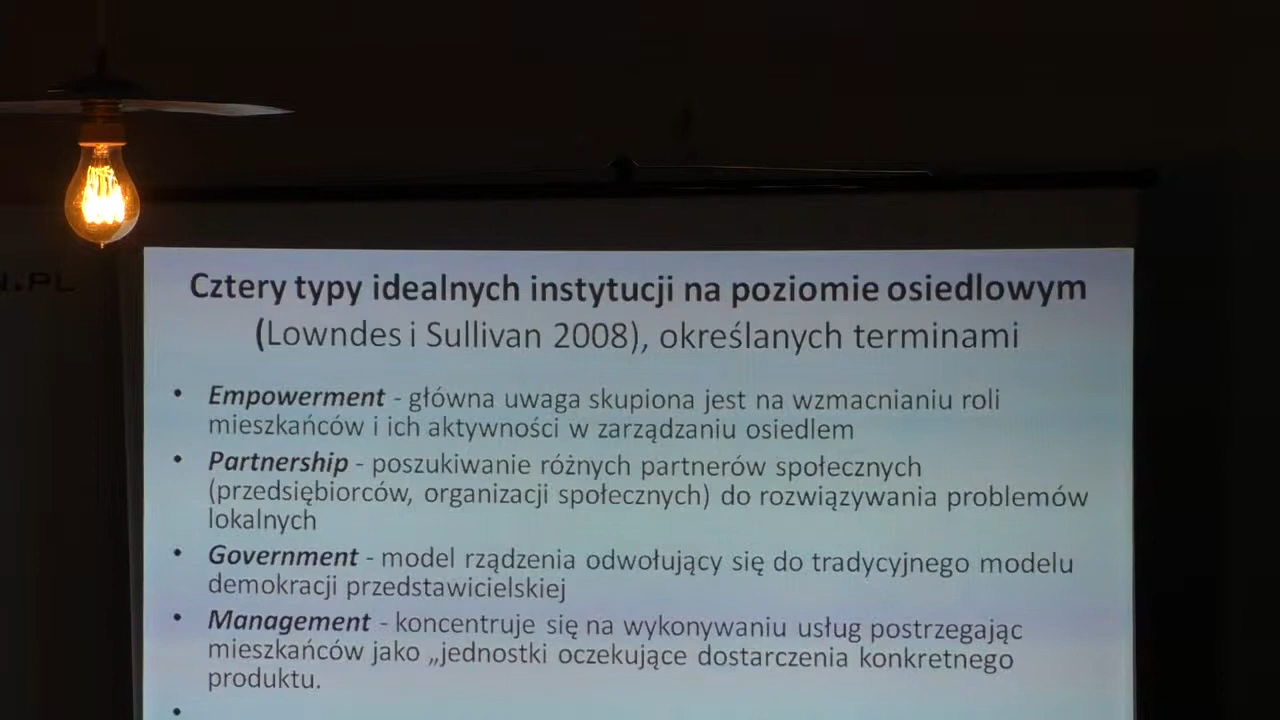 .PL
Cztery typy idealnych instytucji na poziomie osiedlowym
(Lowndes i Sullivan 2008), określanych terminami
• Empowerment - główna uwaga skupiona jest na wzmacnianiu roli
mieszkańców i ich aktywności w zarządzaniu osiedlem
• Partnership - poszukiwanie różnych partnerów społecznych
(przedsiębiorców, organizacji społecznych) do rozwiązywania problemów
lokalnych
• Government - model rządzenia odwołujący się do tradycyjnego modelu
demokracji przedstawicielskiej
• Management - koncentruje się na wykonywaniu usług postrzegając
mieszkańców jako „jednostki oczekujące dostarczenia konkretnego
produktu.
•